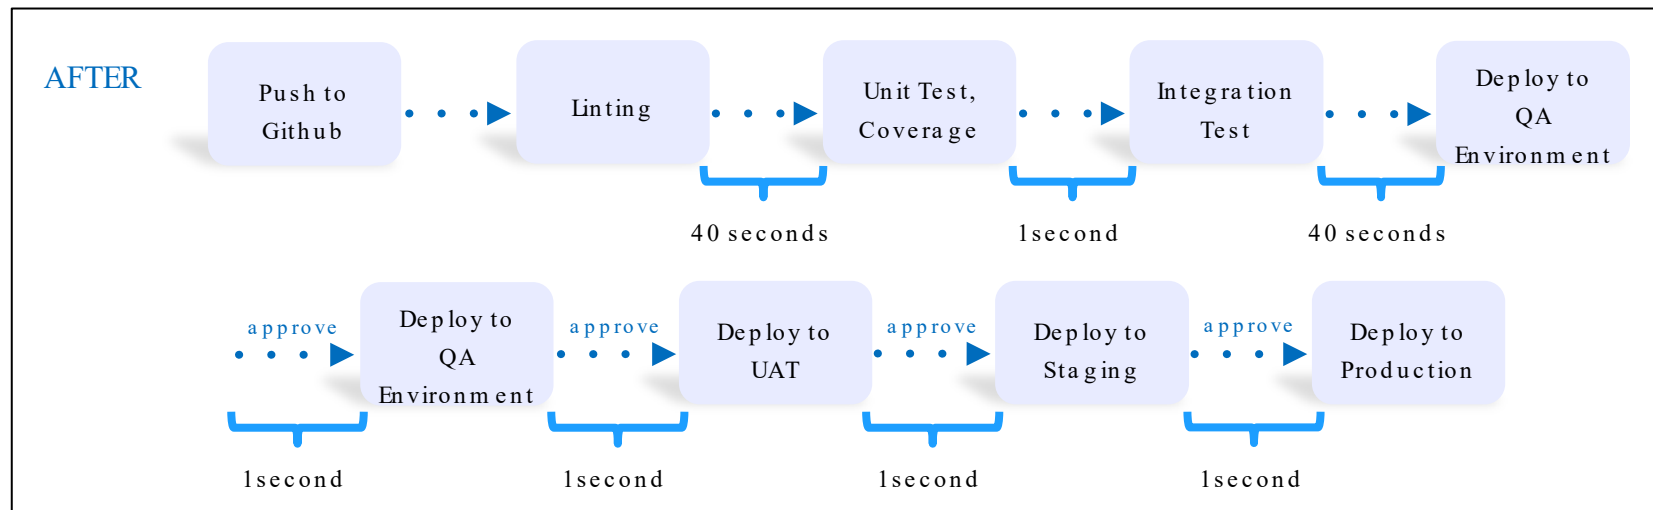 AFTER
Push to
Github
Linting
Unit Test,
Coverage
Integration
Test
Deploy to
QA
Environment
40 seconds
1second
40 seconds
approve
Deploy to
QA
Environment
approve
Deploy to
UAT
approve
Deploy to
Staging
approve
Deploy to
Production
1second
1second
1second
1second